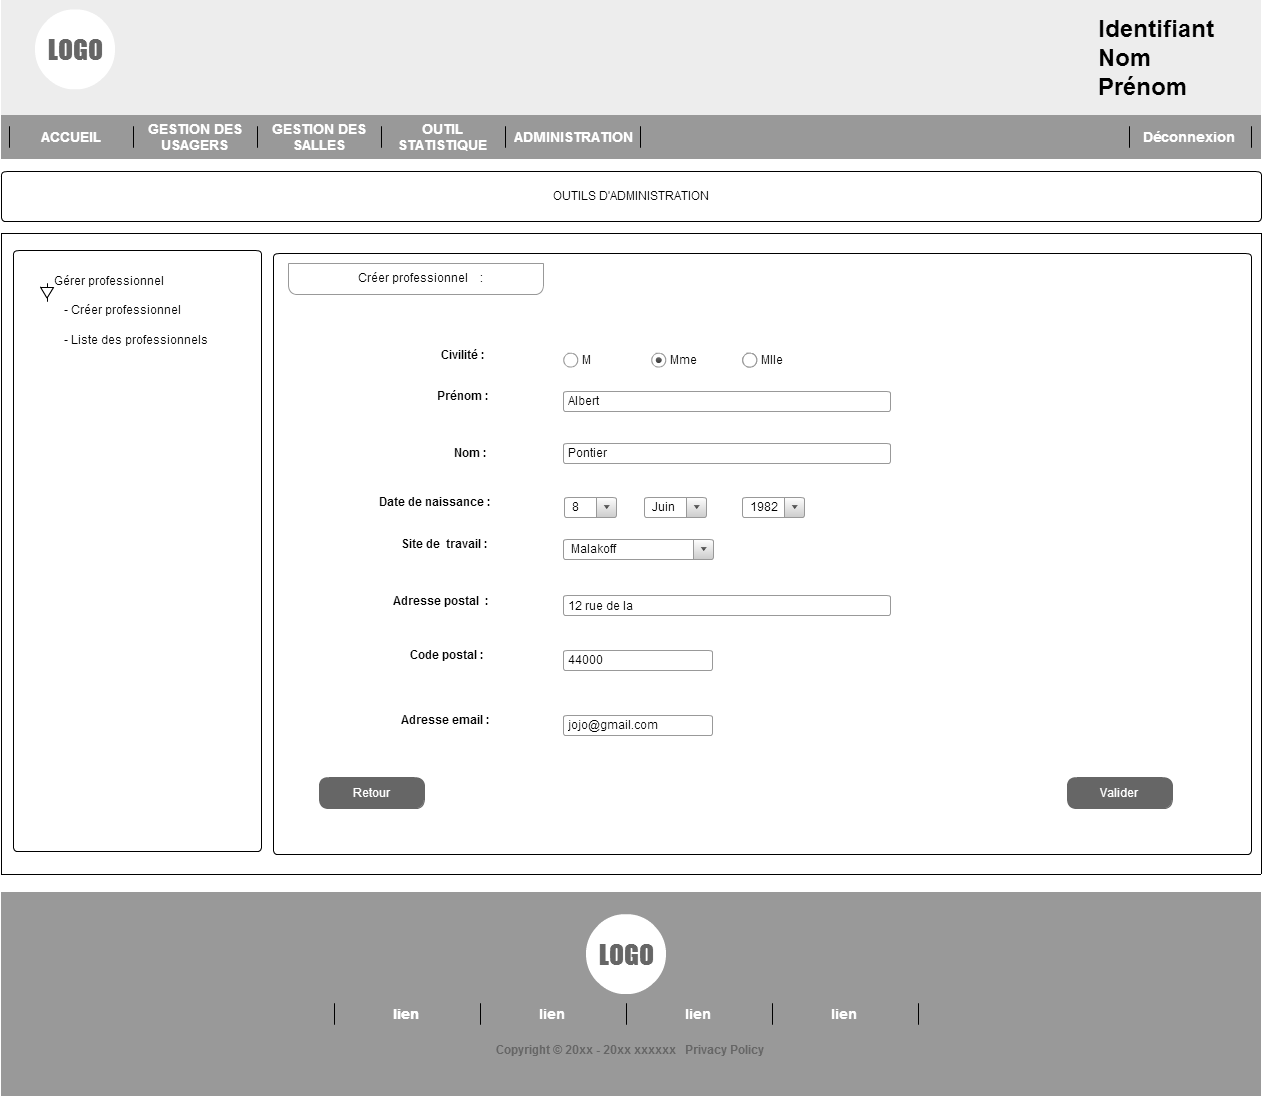 LOGO
Identifiant
Nom
Prénom
ACCUEIL
GESTION DES
USAGERS
GESTION DES
SALLES
OUTIL
STATISTIQUE
ADMINISTRATION
Déconnexion
OUTILS D'ADMINISTRATION
Gérer professionnel
- Créer professionnel
- Liste des professionnels
Créer professionnel :
Civilité : M Mme Mlle
Prénom : Albert
Nom : Pontier
Date de naissance : 8 Juin 1982
Site de travail : Malakoff
Adresse postal : 12 rue de la
Code postal : 44000
Adresse email : jojo@gmail.com
Retour Valider
LOGO
lien lien lien lien
Copyright © 20xx - 20xx xxxxxx Privacy Policy